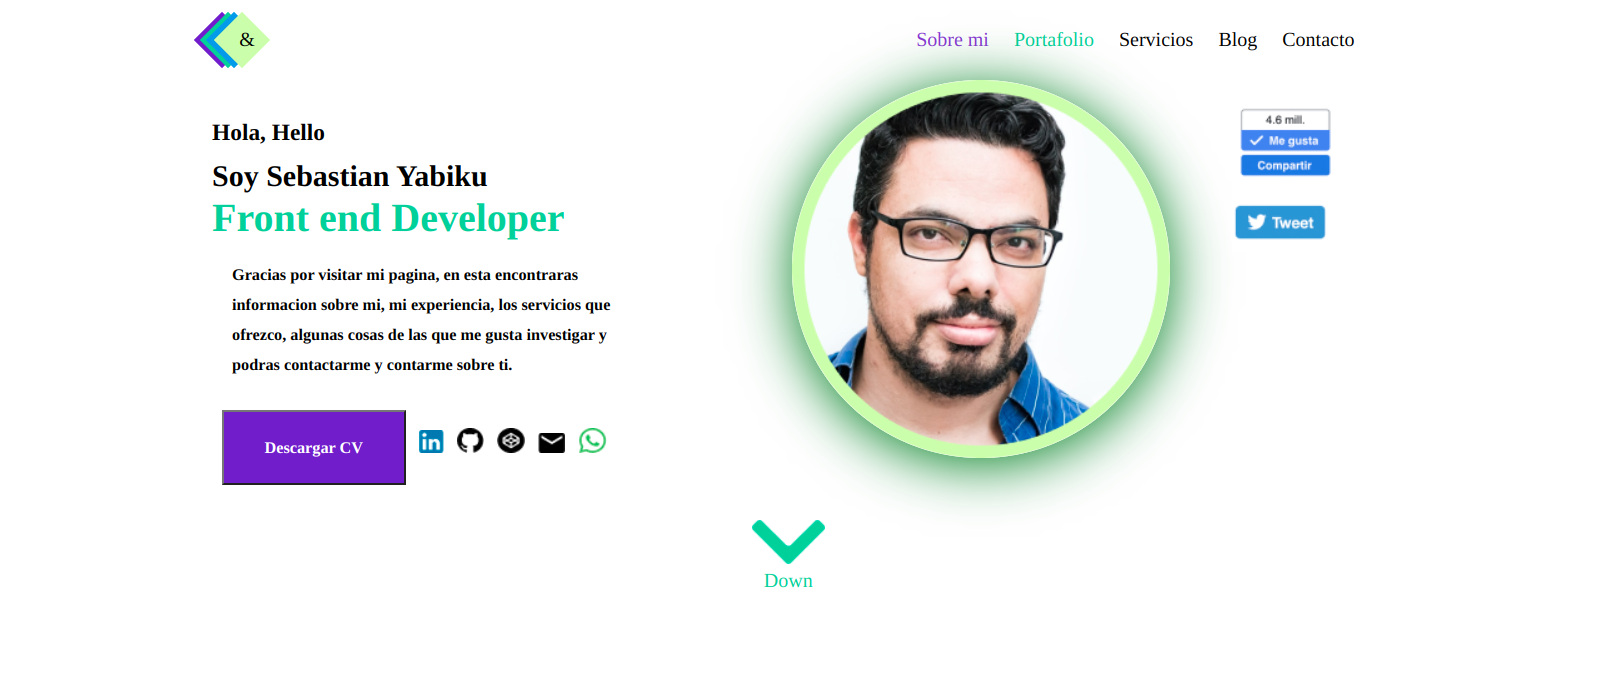 &
Sobre mi Portafolio Servicios Blog Contacto
Hola, Hello
Soy Sebastian Yabiku
Front end Developer
Gracias por visitar mi pagina, en esta encontraras
informacion sobre mi, mi experiencia, los servicios que
ofrezco, algunas cosas de las que me gusta investigar y
podras contactarme y contarme sobre ti.
Descargar CV
in
4.6 mill.
Me gusta
Compartir
Tweet
Down